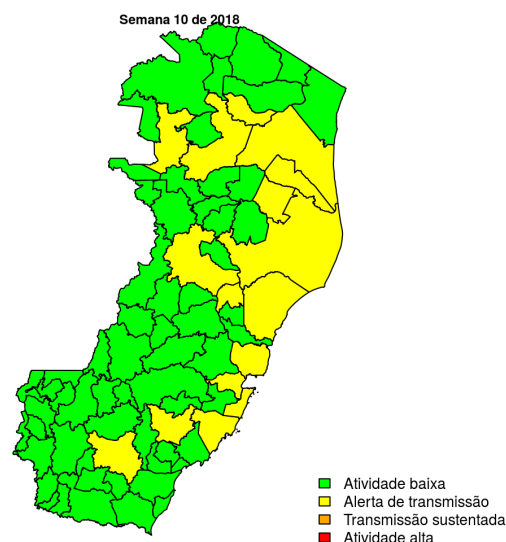 Semana 10 de 2018
Atividade baixa
Alerta de transmissão
Transmissão sustentada
Atividade alta